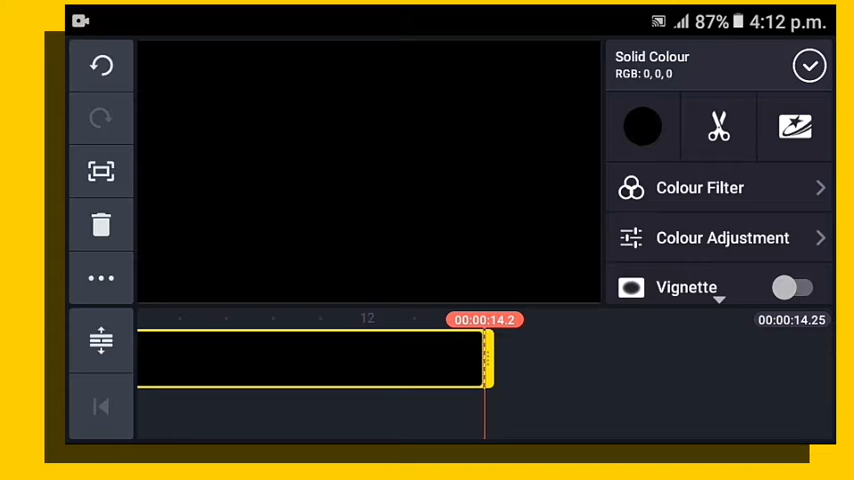 87% 4:12 p.m.
Solid Colour
RGB: 0, 0, 0
Colour Filter
Colour Adjustment
Vignette
12
00:00:14.2
00:00:14.25